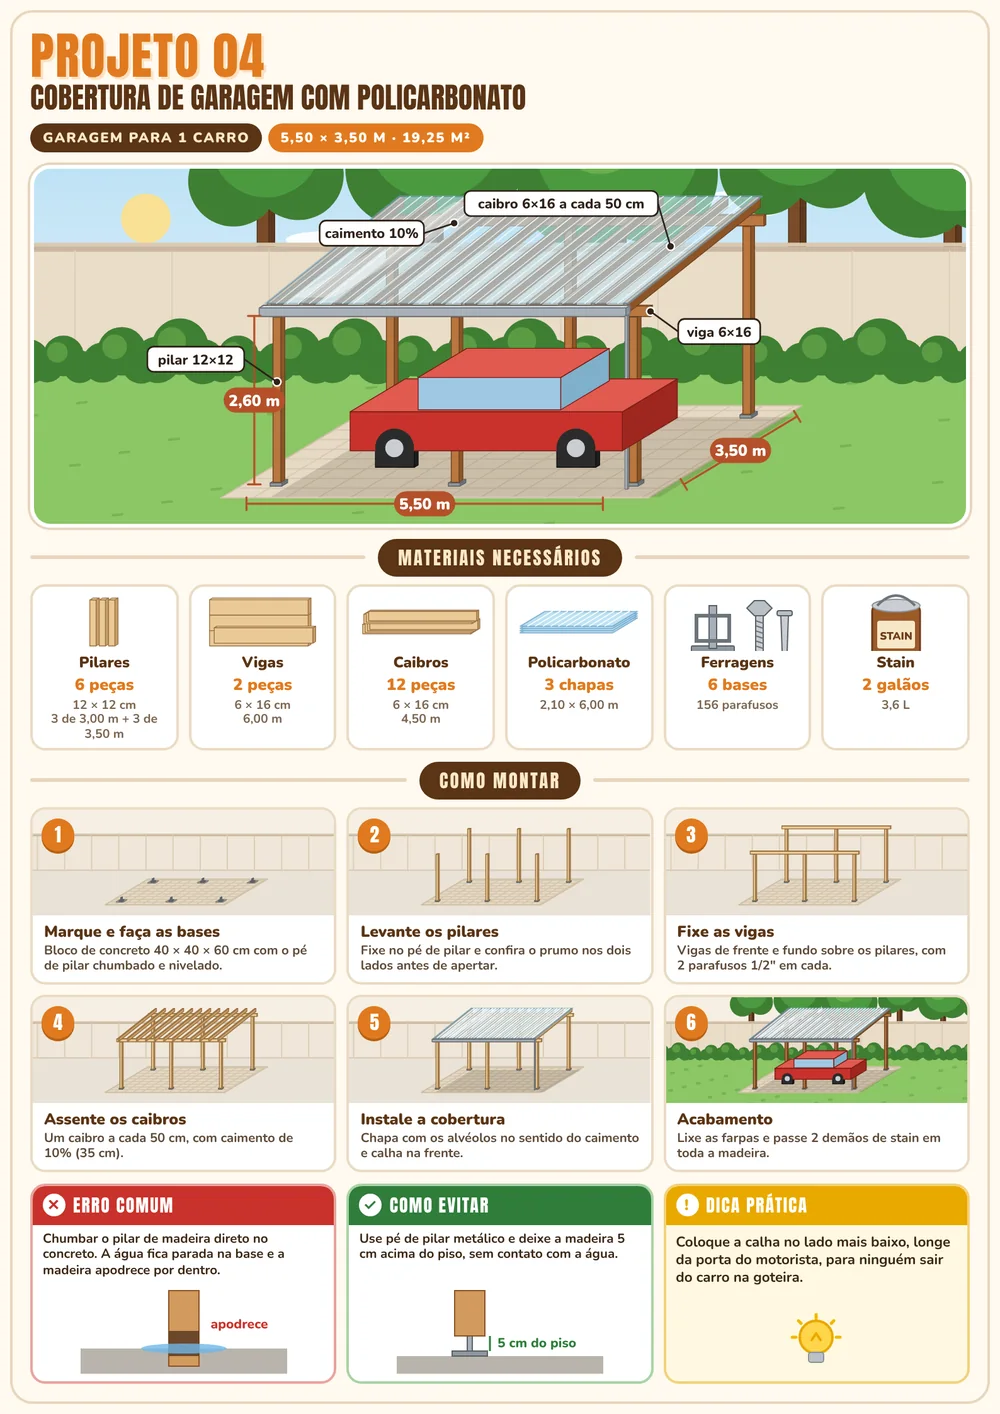 PROJETO 04
COBERTURA DE GARAGEM COM POLICARBONATO
GARAGEM PARA 1 CARRO
5,50 × 3,50 M · 19,25 M²
caibro 6×16 a cada 50 cm
caimento 10%
viga 6×16
pilar 12×12
2,60 m
3,50 m
5,50 m
MATERIAIS NECESSÁRIOS
Pilares
6 peças
12 × 12 cm
3 de 3,00 m + 3 de
3,50 m
Vigas
2 peças
6 × 16 cm
6,00 m
Caibros
12 peças
6 × 16 cm
4,50 m
Policarbonato
3 chapas
2,10 × 6,00 m
Ferragens
6 bases
156 parafusos
STAIN
Stain
2 galãos
3,6 L
COMO MONTAR
1
Marque e faça as bases
Bloco de concreto 40 × 40 × 60 cm com o pé
de pilar chumbado e nivelado.
2
Levante os pilares
Fixe no pé de pilar e confira o prumo nos dois
lados antes de apertar.
3
Fixe as vigas
Vigas de frente e fundo sobre os pilares, com
2 parafusos 1/2" em cada.
4
Assente os caibros
Um caibro a cada 50 cm, com caimento de
10% (35 cm).
5
Instale a cobertura
Chapa com os alvéolos no sentido do caimento
e calha na frente.
6
Acabamento
Lixe as farpas e passe 2 demãos de stain em
toda a madeira.
ERRO COMUM
Chumbar o pilar de madeira direto no
concreto. A água fica parada na base e a
madeira apodrece por dentro.
apodrece
COMO EVITAR
Use pé de pilar metálico e deixe a madeira 5
cm acima do piso, sem contato com a água.
5 cm do piso
! DICA PRÁTICA
Coloque a calha no lado mais baixo, longe
da porta do motorista, para ninguém sair
do carro na goteira.